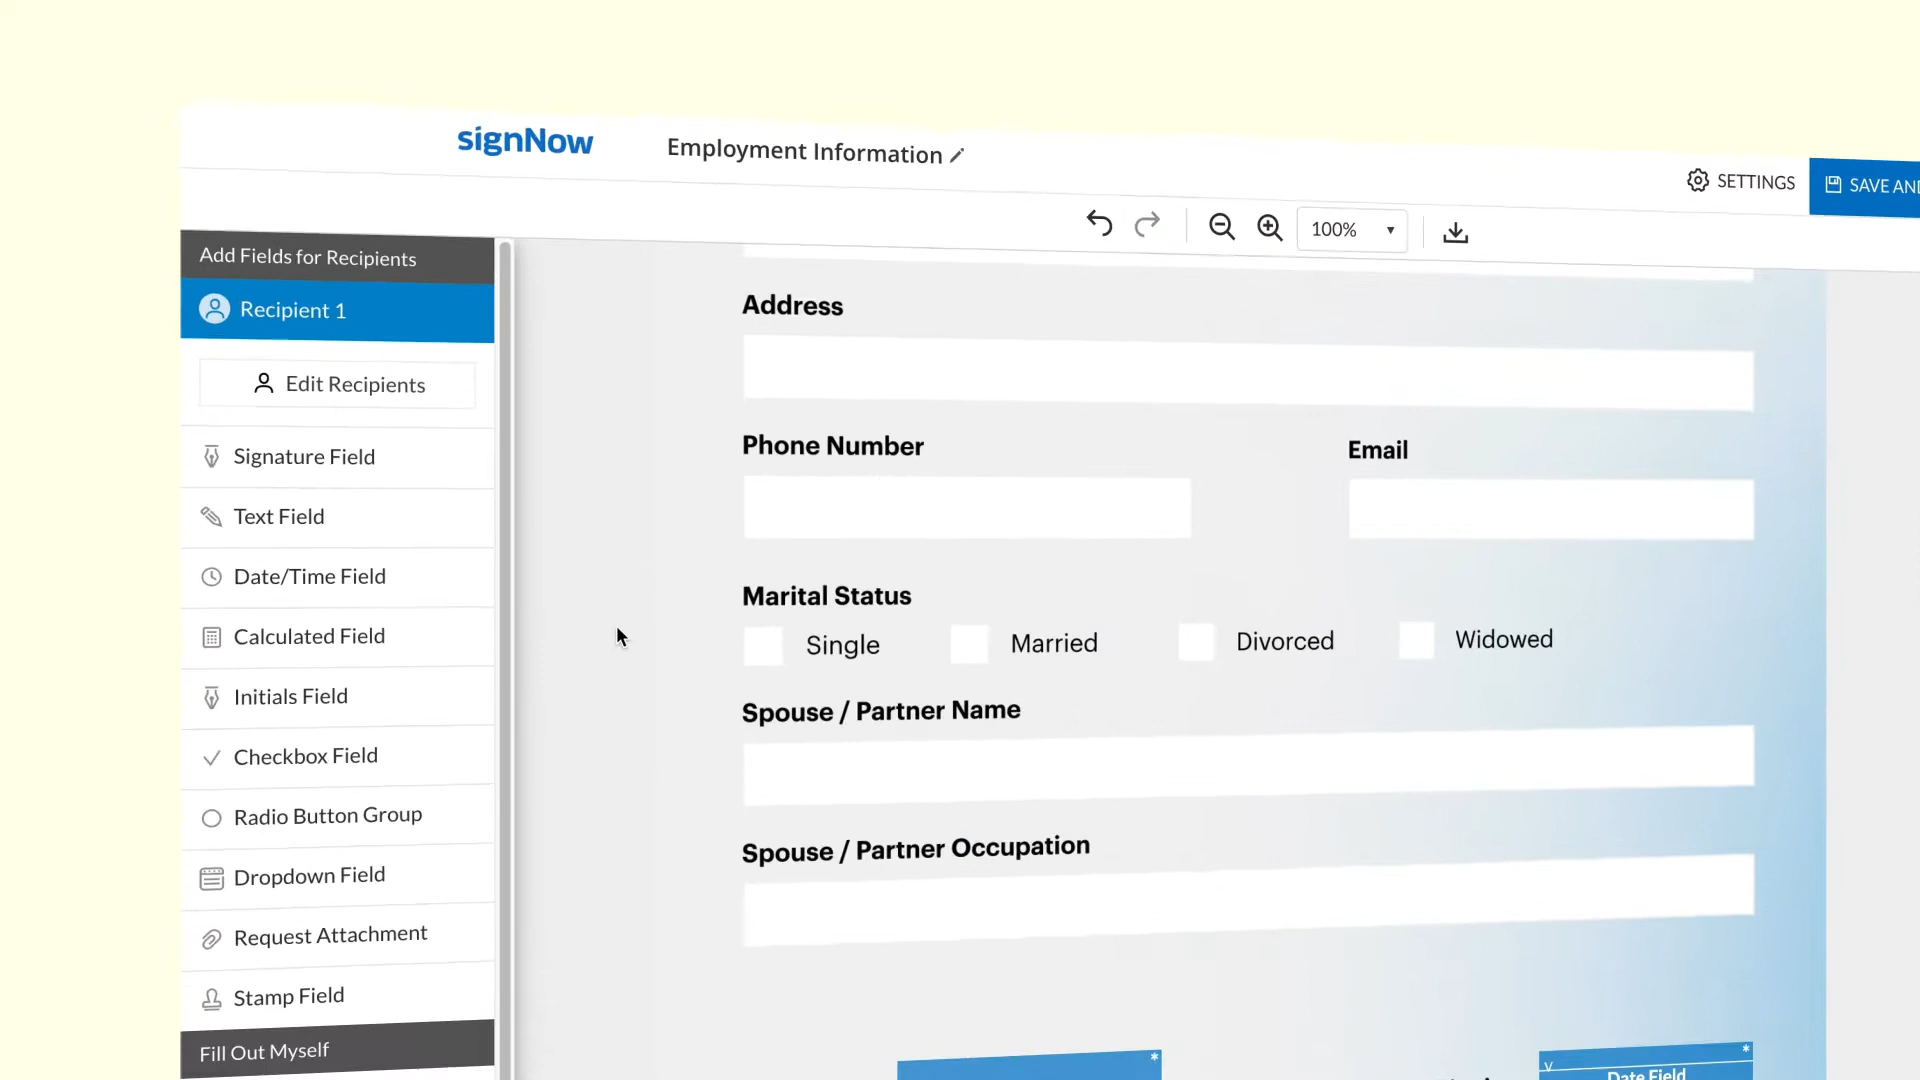 signNow
Employment Information
SETTINGS
SAVE AND
100%
Add Fields for Recipients
Recipient 1
Edit Recipients
Signature Field
Text Field
Date/Time Field
Calculated Field
Initials Field
Checkbox Field
Radio Button Group
Dropdown Field
Request Attachment
Stamp Field
Fill Out Myself
Address
Phone Number Email
Marital Status
Single Married Divorced Widowed
Spouse / Partner Name
Spouse / Partner Occupation
*
*
v
Date Field